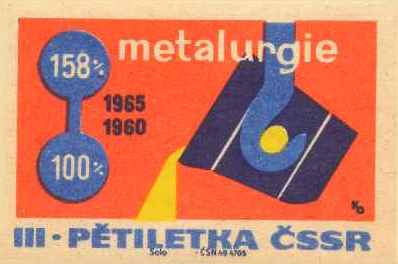 metalurgie
158%
1965
1960
100%
III · PĚTILETKA ČSSR
Solo - ČSN 49 4705